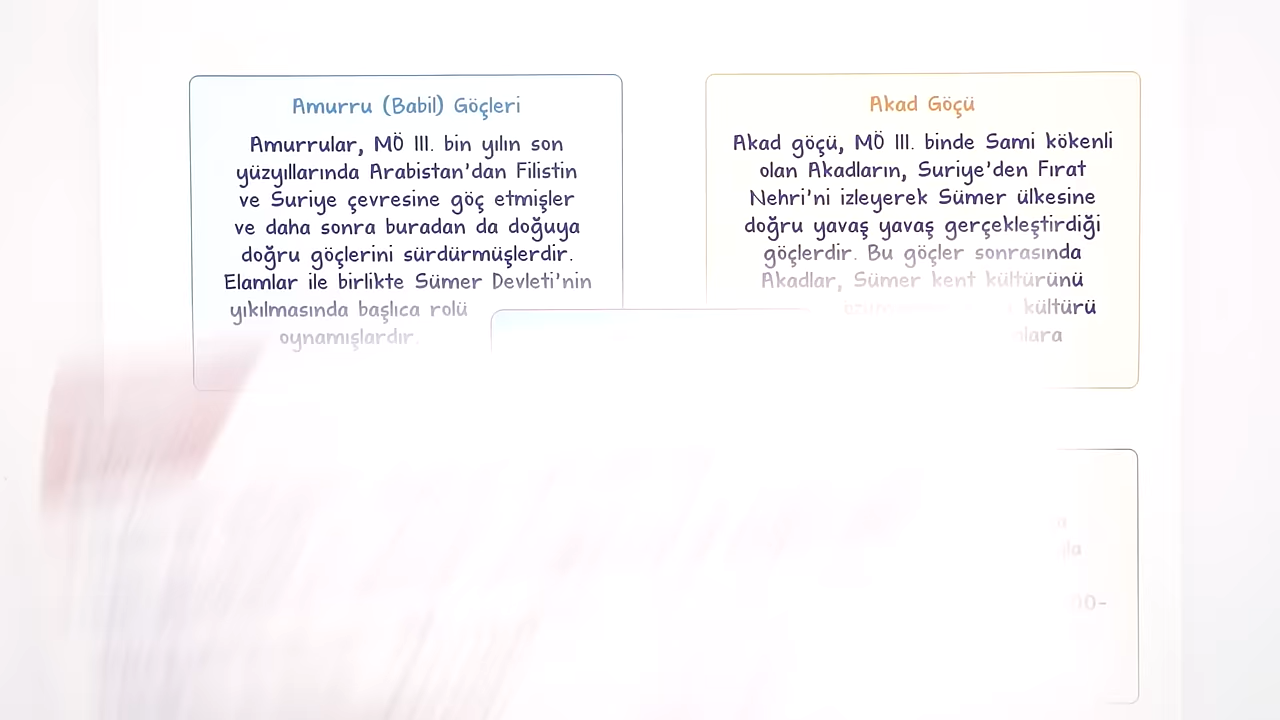 Amurru (Babil) Göçleri
Amurrular, MÖ III. bin yılın son
yüzyıllarında Arabistan'dan Filistin
ve Suriye çevresine göç etmişler
ve daha sonra buradan da doğuya
doğru göçlerini sürdürmüşlerdir.
Elamlar ile birlikte Sümer Devleti'nin
yıkılmasında başlıca rolü
oynamışlardır.
Akad Göçü
Akad göçü, MÖ III. binde Sami kökenli
olan Akadların, Suriye'den Fırat
Nehri'ni izleyerek Sümer ülkesine
doğru yavaş yavaş gerçekleştirdiği
göçlerdir. Bu göçler sonrasında
Akadlar, Sümer kent kültürünü
kültürü